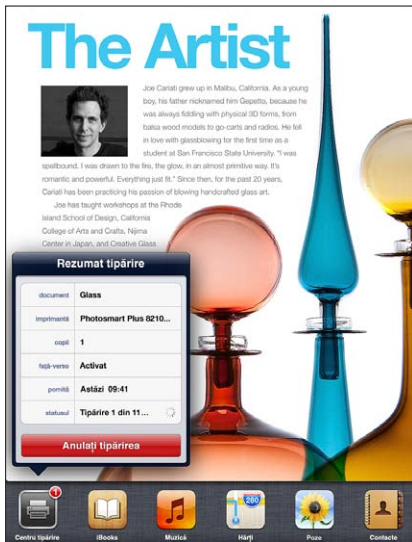 The Artist
Joe Cariati grew up in Malibu, California. As a young
boy, his father nicknamed him Gepetto, because he
was always fiddling with physical 3D forms, from
balsa wood models to go-carts and radios. He fell
in love with glassblowing for the first time as a
student at San Francisco State University. "I was
spellbound. I was drawn to the fire, the glow, in an almost primitive way. It's
romantic and powerful. Everything just fit." Since then, for the past 20 years,
Cariati has been practicing his passion of blowing handcrafted glass art.
Joe has taught workshops at the Rhode
Island School of Design, California
College of Arts and Crafts, Nijima
Center in Japan, and Creative Glass
Rezumat tipărire
document Glass
imprimantă Photosmart Plus 8210...
copii 1
față-verso Activat
pornită Astăzi 09:41
statusul Tipărire 1 din 11...
Anulați tipărirea
1
280
Centru tipărire iBooks Muzică Hărți Poze Contacte